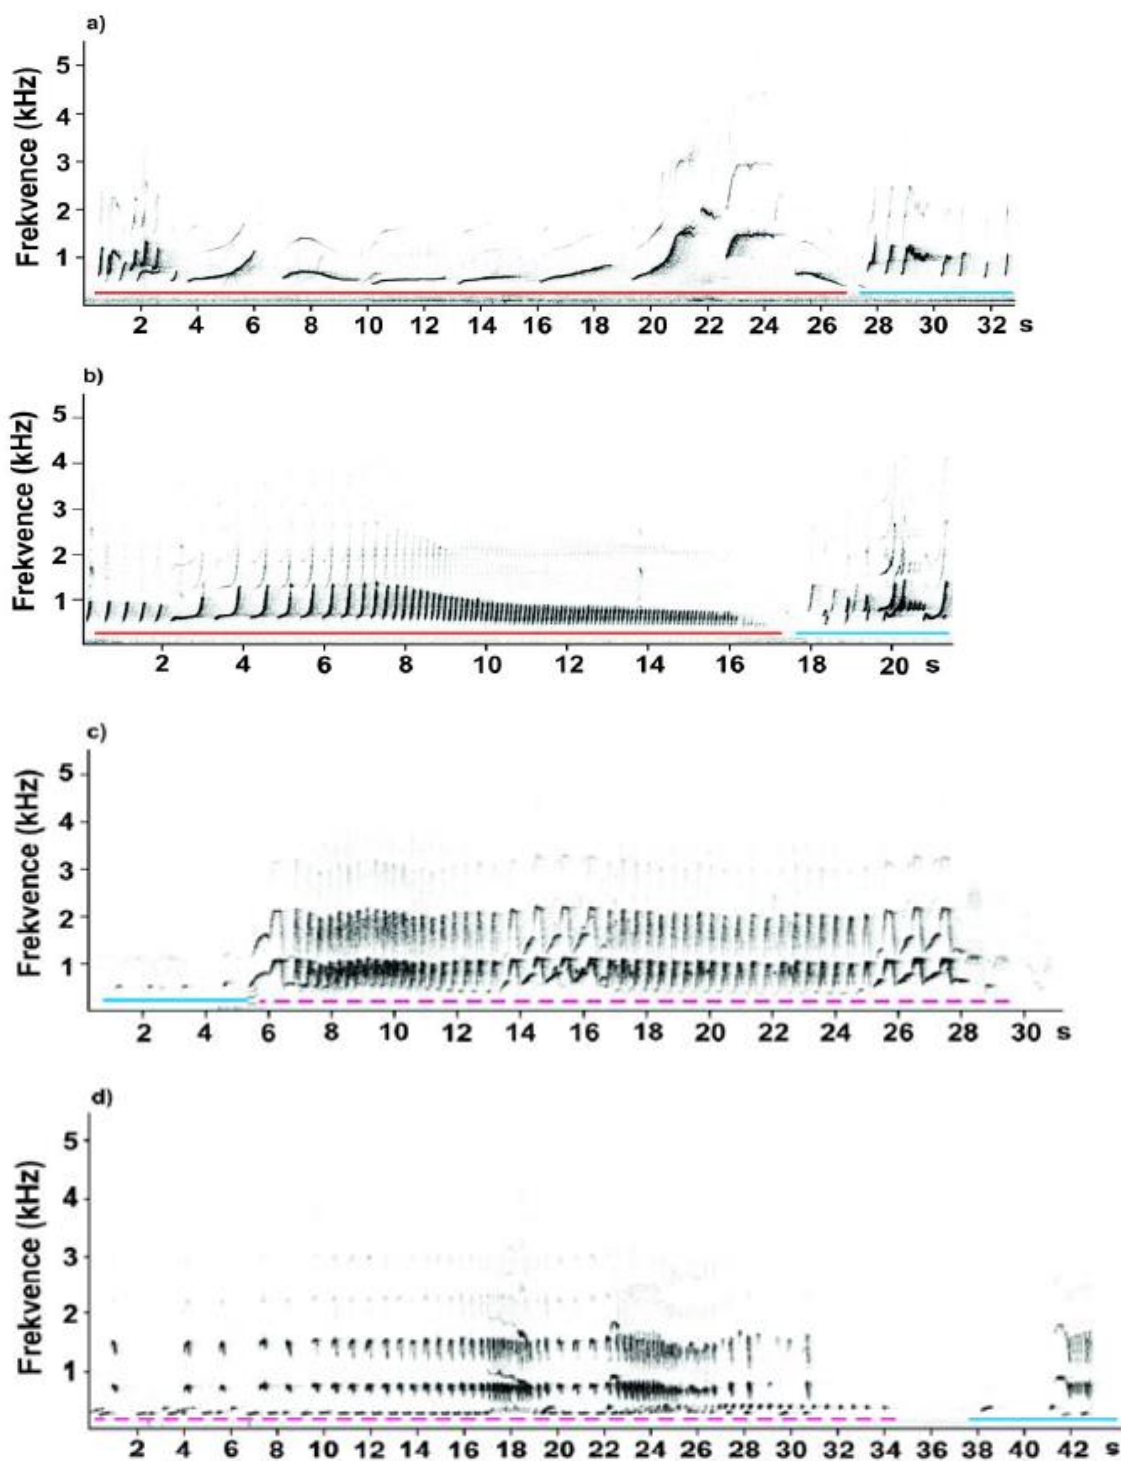 a)
Frekvence (kHz)
5
4
3
2
1
2 4 6 8 10 12 14 16 18 20 22 24 26 28 30 32 s
b)
Frekvence (kHz)
5
4
3
2
1
2 4 6 8 10 12 14 16 18 20 s
c)
Frekvence (kHz)
5
4
3
2
1
2 4 6 8 10 12 14 16 18 20 22 24 26 28 30 s
d)
Frekvence (kHz)
5
4
3
2
1
2 4 6 8 10 12 14 16 18 20 22 24 26 28 30 32 34 36 38 40 42 s